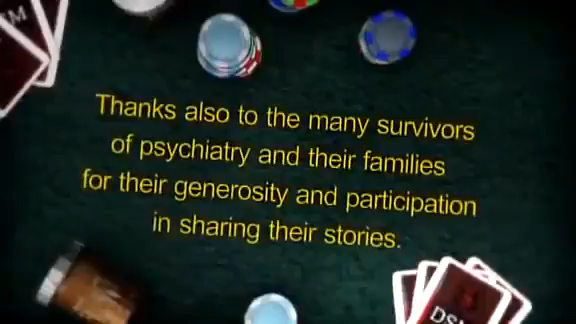 Thanks also to the many survivors
of psychiatry and their families
for their generosity and participation
in sharing their stories.